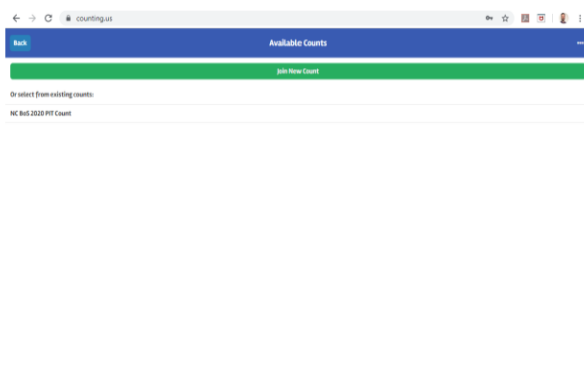 counting.us
Back
Available Counts
Join New Count
Or select from existing counts:
NC BoS 2020 PIT Count